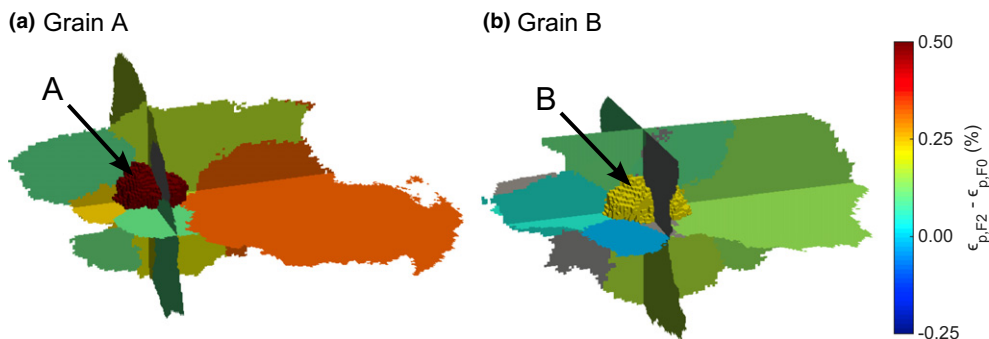 (a) Grain A
(b) Grain B
A
B
0.50
0.25
0.00
-0.25
ϵp,F2 - ϵp,F0 (%)